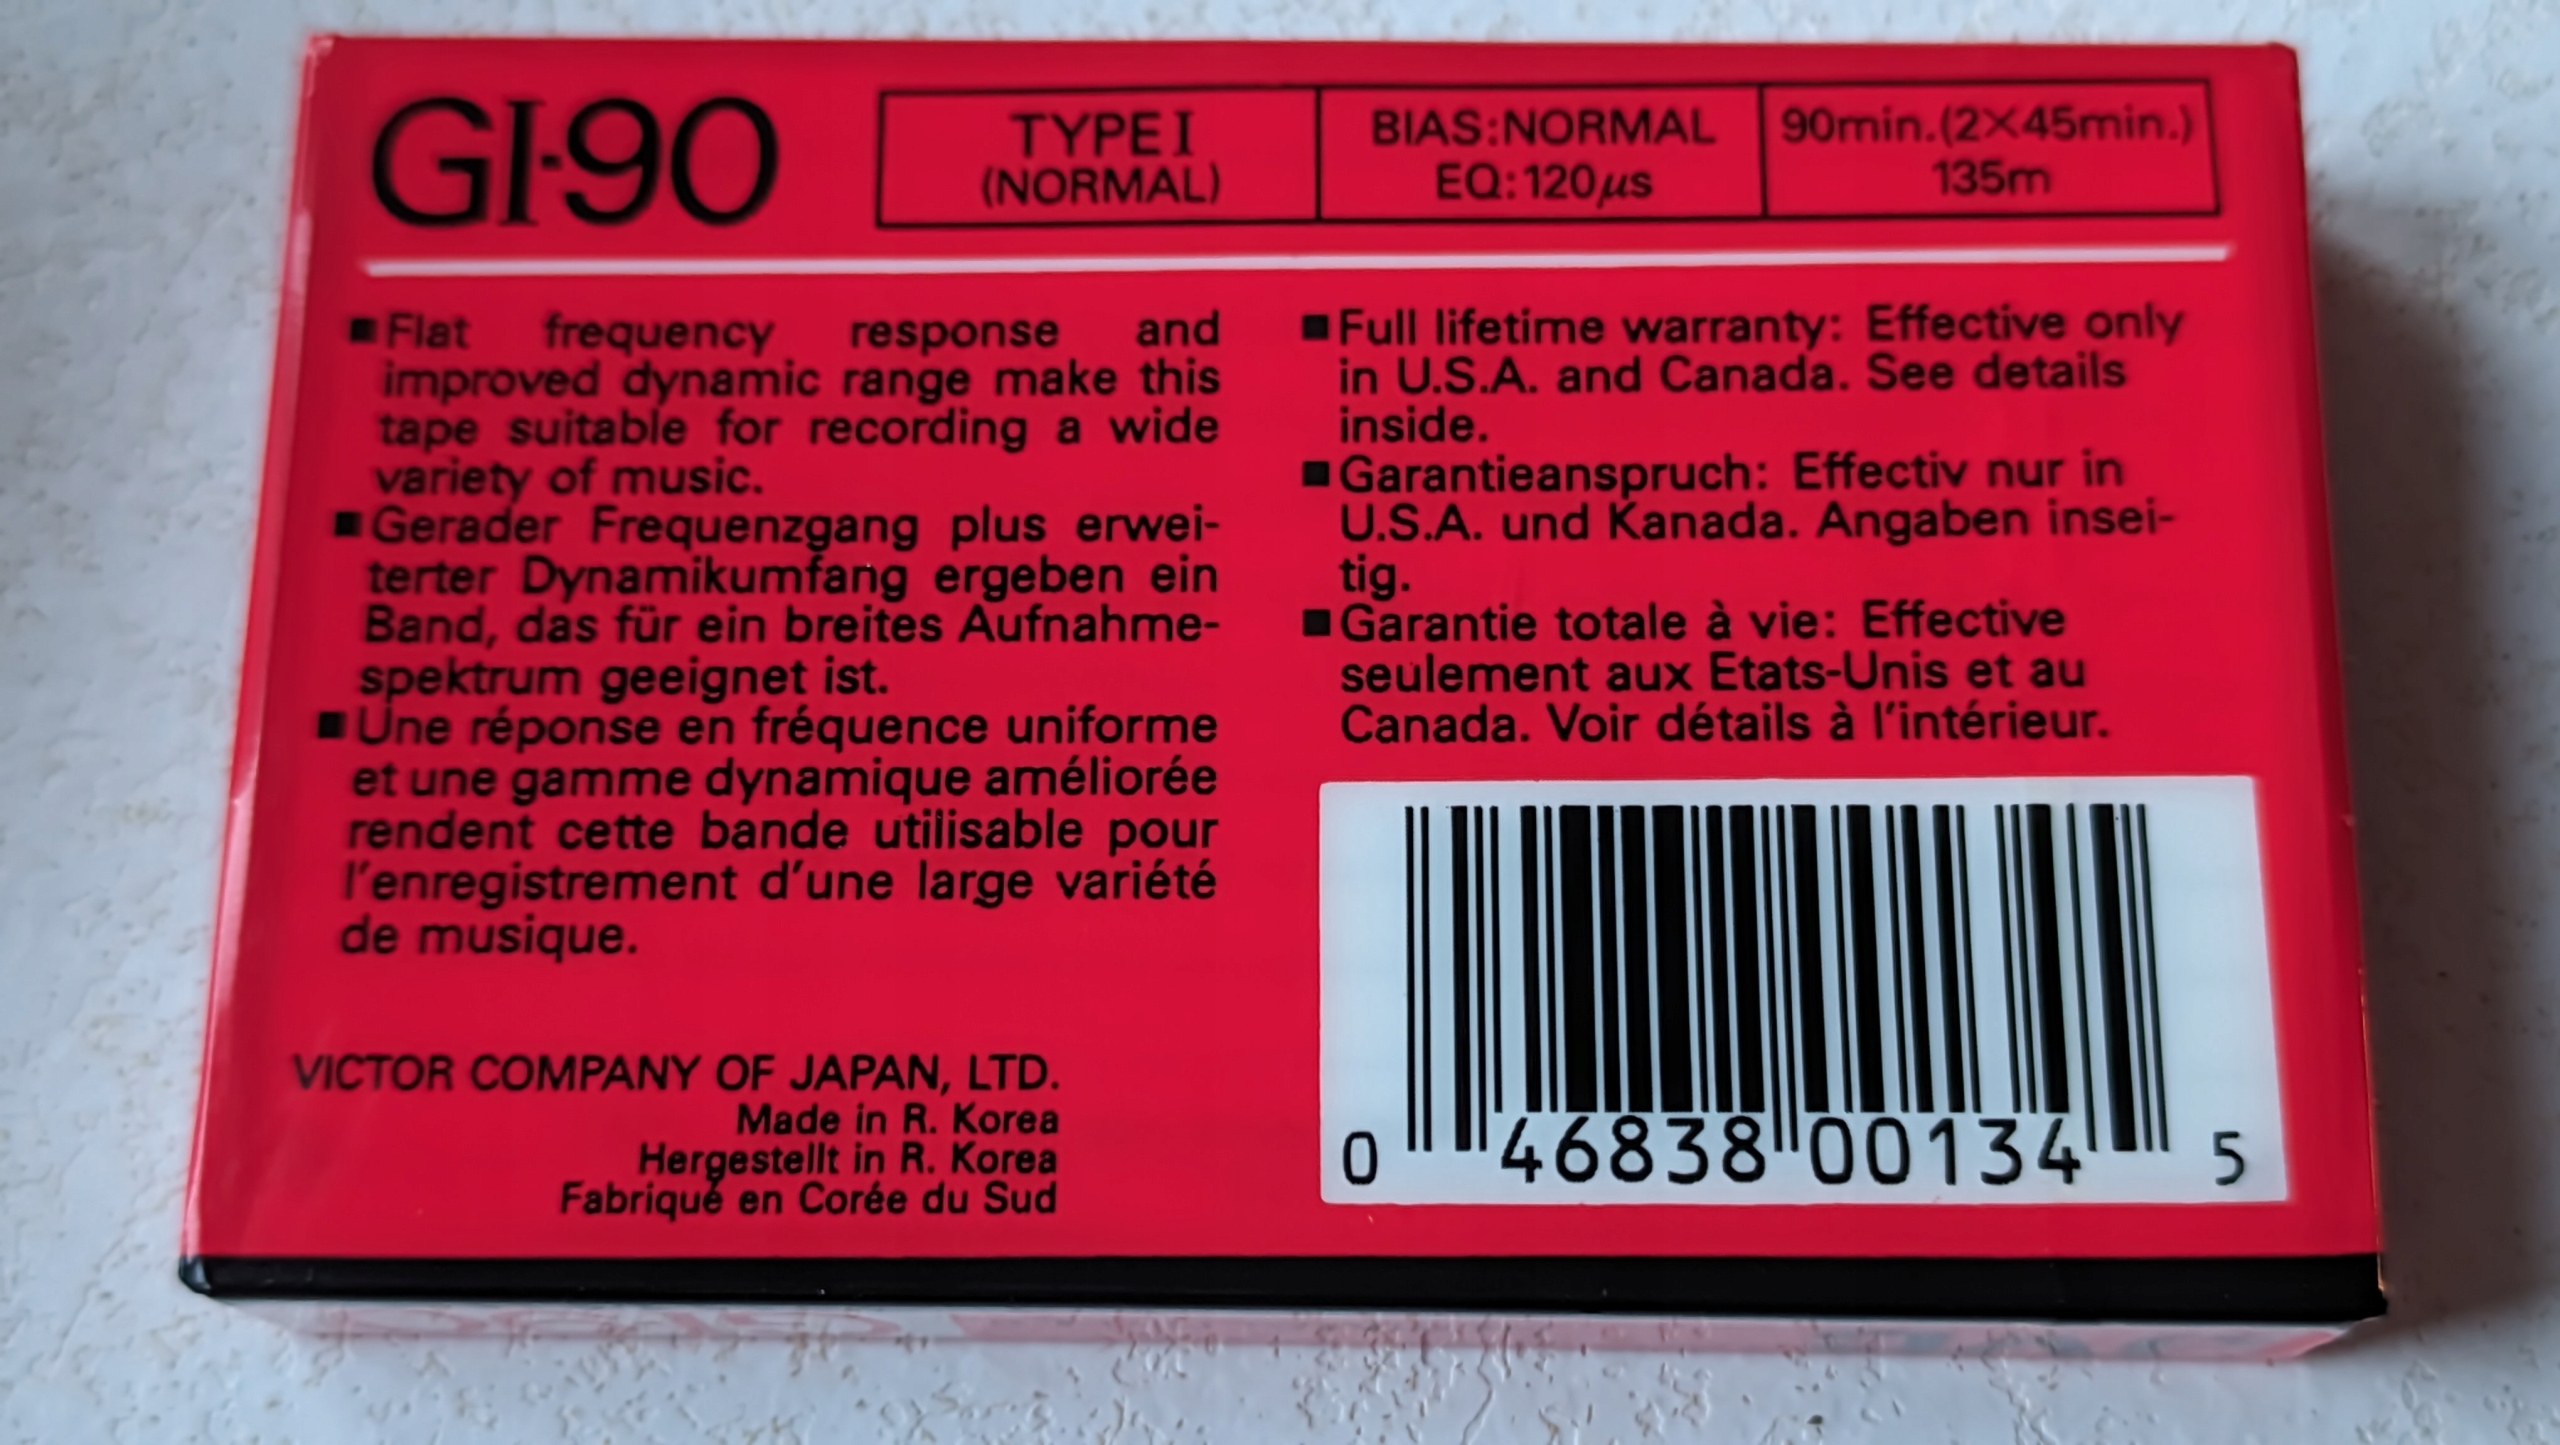 GI-90
TYPE I
(NORMAL)
BIAS:NORMAL
EQ:120μs
90min.(2×45min.)
135m
■Flat frequency response and
improved dynamic range make this
tape suitable for recording a wide
variety of music.
■Gerader Frequenzgang plus erwei-
terter Dynamikumfang ergeben ein
Band, das für ein breites Aufnahme-
spektrum geeignet ist.
■Une réponse en fréquence uniforme
et une gamme dynamique améliorée
rendent cette bande utilisable pour
l'enregistrement d'une large variété
de musique.
VICTOR COMPANY OF JAPAN, LTD.
Made in R. Korea
Hergestellt in R. Korea
Fabriqué en Corée du Sud
■Full lifetime warranty: Effective only
in U.S.A. and Canada. See details
inside.
■Garantieanspruch: Effectiv nur in
U.S.A. und Kanada. Angaben insei-
tig.
■Garantie totale à vie: Effective
seulement aux Etats-Unis et au
Canada. Voir détails à l'intérieur.
0 46838 00134 5